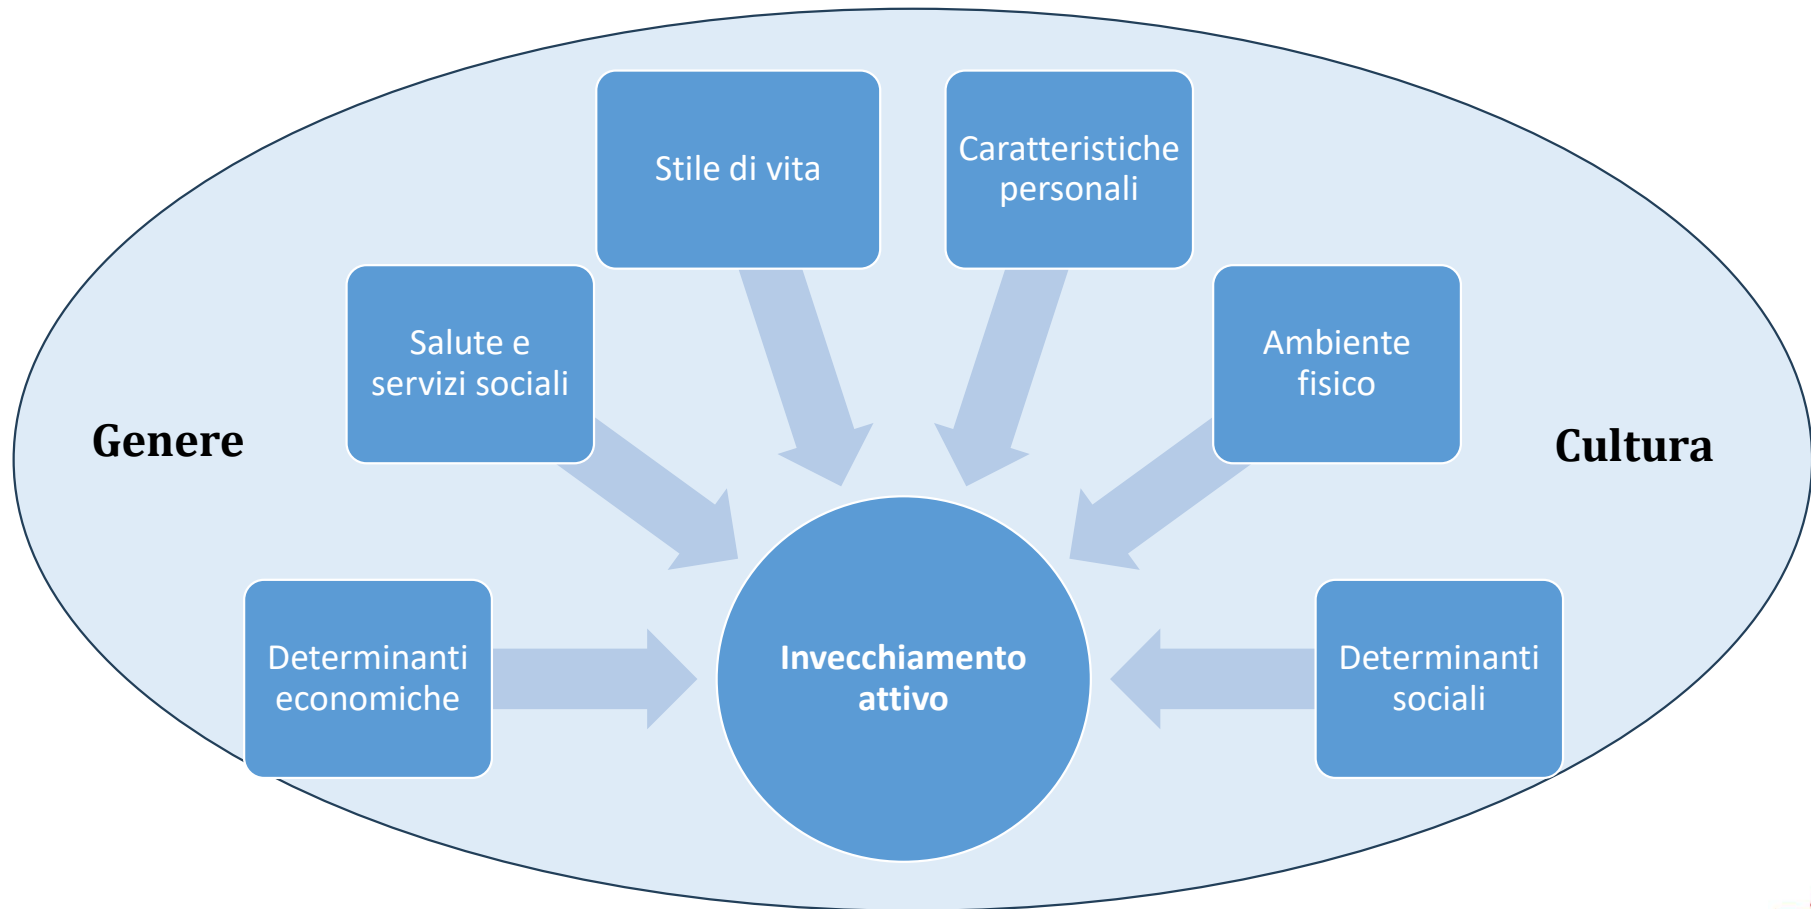 Stile di vita
Caratteristiche
personali
Salute e
servizi sociali
Ambiente
fisico
Genere
Cultura
Determinanti
economiche
Invecchiamento
attivo
Determinanti
sociali